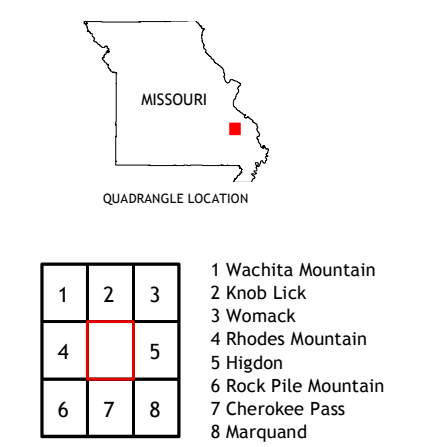 MISSOURI
QUADRANGLE LOCATION
1 2 3
4 5
6 7 8
1 Wachita Mountain
2 Knob Lick
3 Womack
4 Rhodes Mountain
5 Higdon
6 Rock Pile Mountain
7 Cherokee Pass
8 Marquand